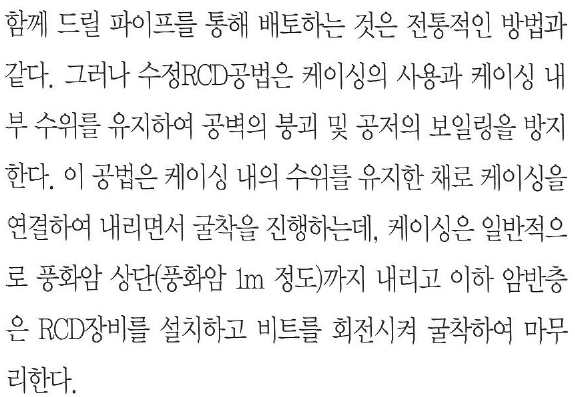 함께 드릴 파이프를 통해 배토하는 것은 전통적인 방법과
같다. 그러나 수정RCD공법은 케이싱의 사용과 케이싱 내
부 수위를 유지하여 공벽의 붕괴 및 공저의 보일링을 방지
한다. 이 공법은 케이싱 내의 수위를 유지한 채로 케이싱을
연결하여 내리면서 굴착을 진행하는데, 케이싱은 일반적으
로 풍화암 상단(풍화암 1m 정도)까지 내리고 이하 암반층
은 RCD장비를 설치하고 비트를 회전시켜 굴착하여 마무
리한다.